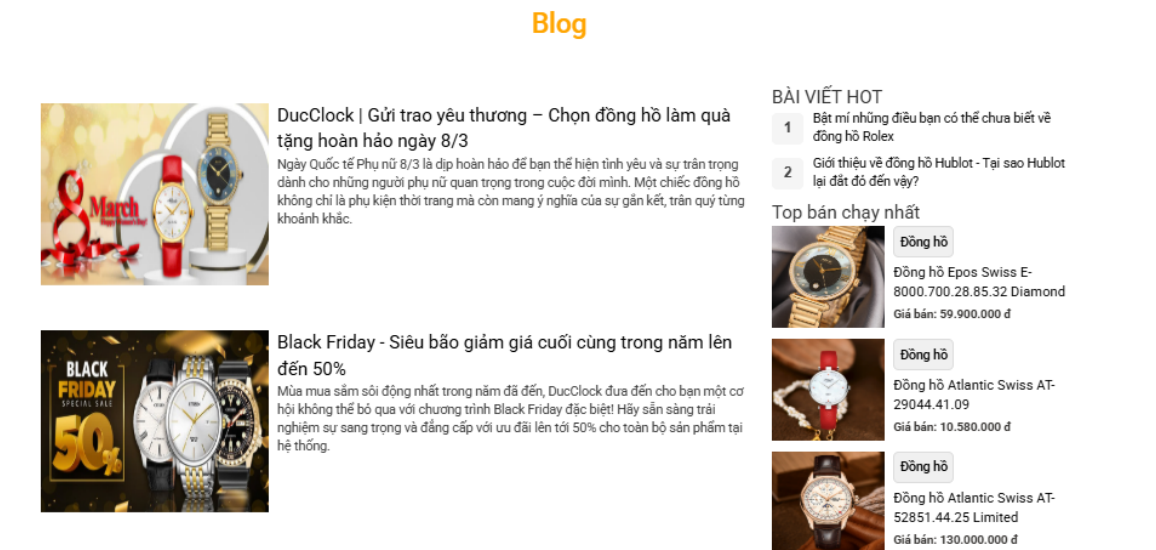 Blog
DucClock | Gửi trao yêu thương – Chọn đồng hồ làm quà
tặng hoàn hảo ngày 8/3
Ngày Quốc tế Phụ nữ 8/3 là dịp hoàn hảo để bạn thể hiện tình yêu và sự trân trọng
dành cho những người phụ nữ quan trọng trong cuộc đời mình. Một chiếc đồng hồ
không chỉ là phụ kiện thời trang mà còn mang ý nghĩa của sự gắn kết, trân quý từng
khoảnh khắc.
8 March
Black Friday - Siêu bão giảm giá cuối cùng trong năm lên
đến 50%
Mùa mua sắm sôi động nhất trong năm đã đến, DucClock đưa đến cho bạn một cơ
hội không thể bỏ qua với chương trình Black Friday đặc biệt! Hãy sẵn sàng trải
nghiệm sự sang trọng và đẳng cấp với ưu đãi lên tới 50% cho toàn bộ sản phẩm tại
hệ thống.
BLACK
FRIDAY
SPECIAL SALE
50%
BÀI VIẾT HOT
1
Bật mí những điều bạn có thể chưa biết về
đồng hồ Rolex
2
Giới thiệu về đồng hồ Hublot - Tại sao Hublot
lại đắt đỏ đến vậy?
Top bán chạy nhất
Đồng hồ
Đồng hồ Epos Swiss E-
8000.700.28.85.32 Diamond
Giá bán: 59.900.000 đ
Đồng hồ
Đồng hồ Atlantic Swiss AT-
29044.41.09
Giá bán: 10.580.000 đ
Đồng hồ
Đồng hồ Atlantic Swiss AT-
52851.44.25 Limited
Giá bán: 130.000.000 đ